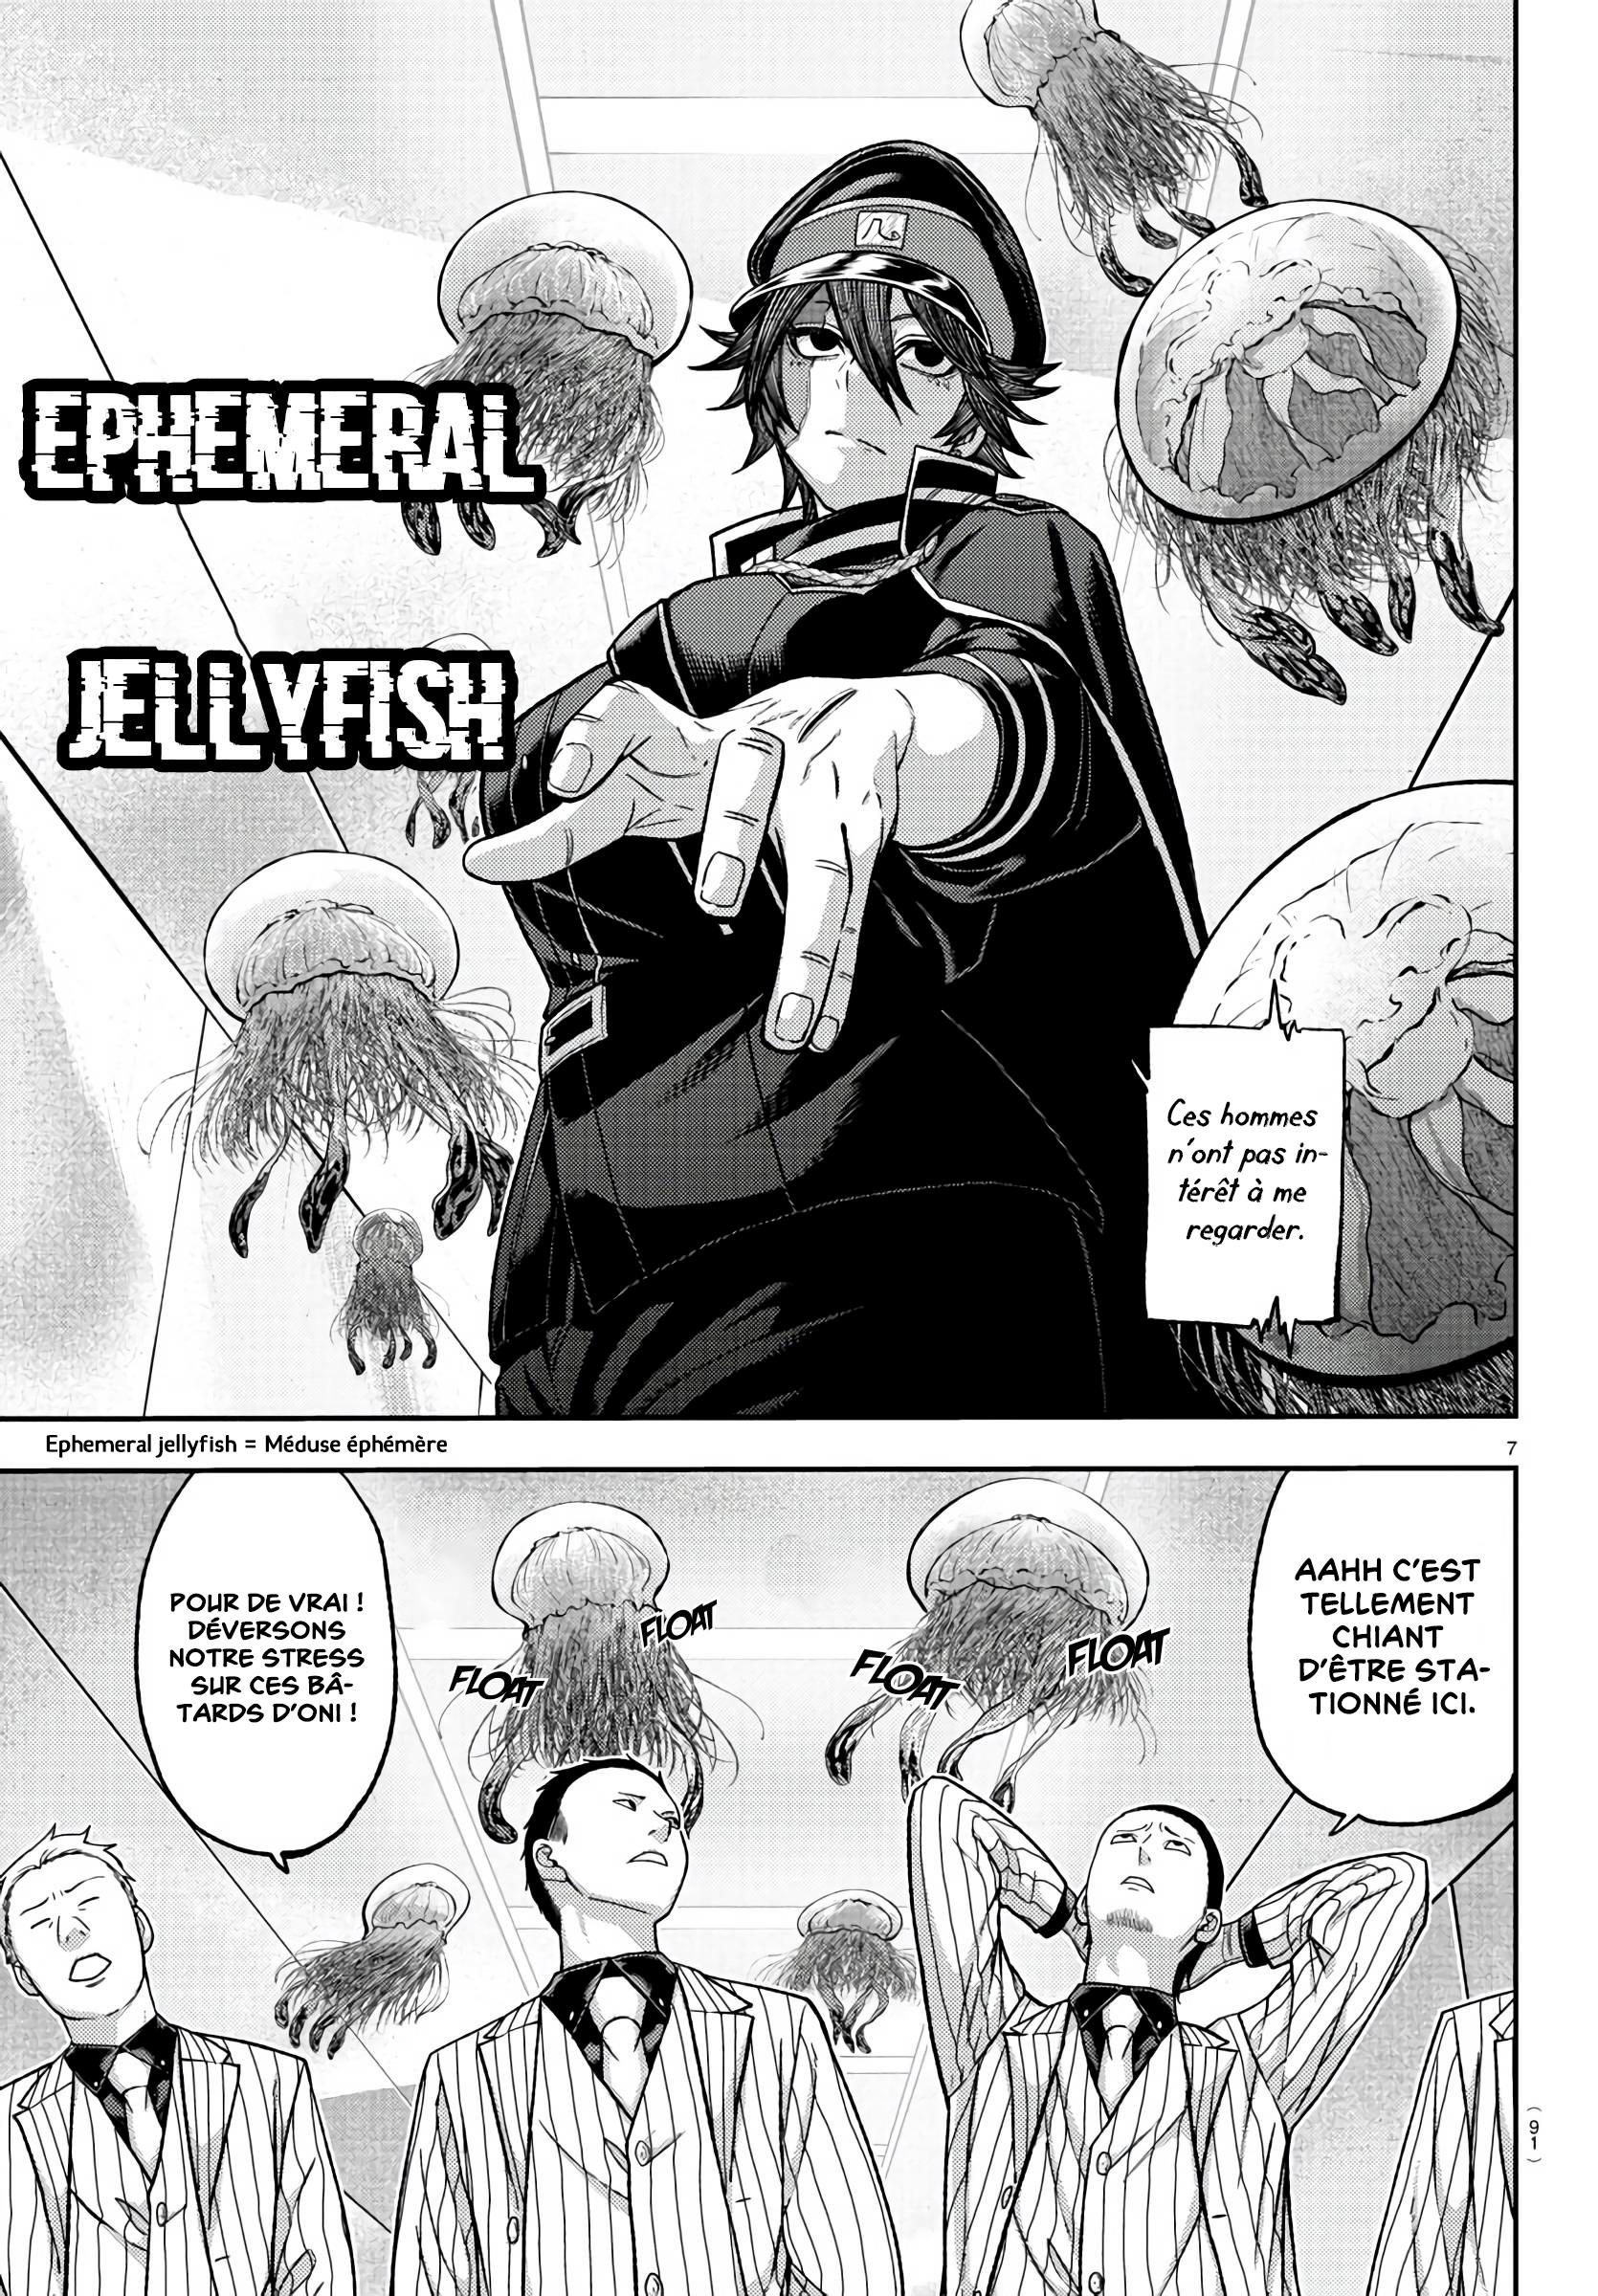 EPHEMERAL
JELLYFISH
Ces hommes
n'ont pas in-
térêt à me
regarder.
Ephemeral jellyfish = Méduse éphémère
7
AAHH C'EST
TELLEMENT
CHIANT
D'ÊTRE STA-
TIONNÉ ICI.
FLOAT
FLOAT
FLOAT
FLOAT
POUR DE VRAI !
DÉVERSONS
NOTRE STRESS
SUR CES BÂ-
TARDS D'ONI !
(91)